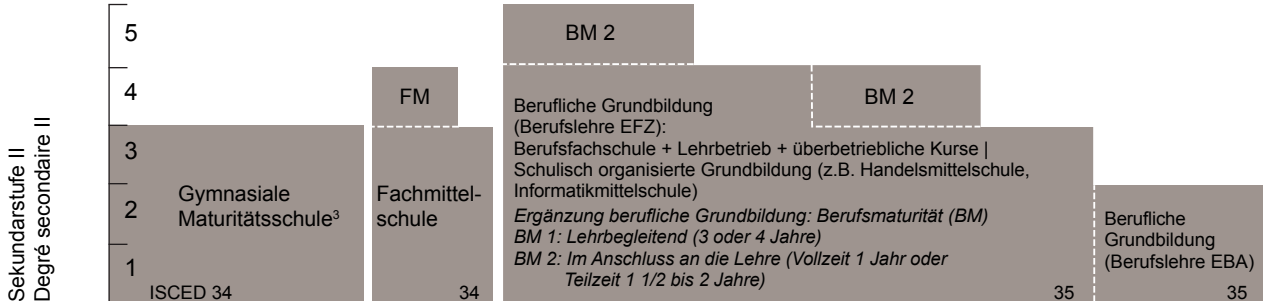 Sekundarstufe II
Degré secondaire II
5
4
3
2
1
Gymnasiale
Maturitätsschule³
ISCED 34
FM
Fachmittel-
schule
34
BM 2
BM 2
Berufliche Grundbildung
(Berufslehre EFZ):
Berufsfachschule + Lehrbetrieb + überbetriebliche Kurse |
Schulisch organisierte Grundbildung (z.B. Handelsmittelschule,
Informatikmittelschule)
Ergänzung berufliche Grundbildung: Berufsmaturität (BM)
BM 1: Lehrbegleitend (3 oder 4 Jahre)
BM 2: Im Anschluss an die Lehre (Vollzeit 1 Jahr oder
Teilzeit 1 1/2 bis 2 Jahre)
35
Berufliche
Grundbildung
(Berufslehre EBA)
35